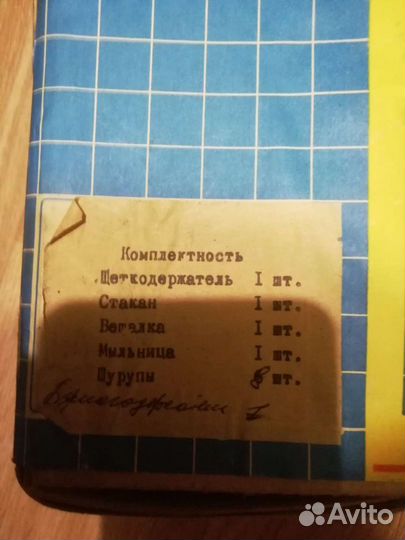 Комплектность
Щеткодержатель I шт.
Стакан I шт.
Вешалка I шт.
Мыльница I шт.
Шурупы 8 шт.
I
Avito